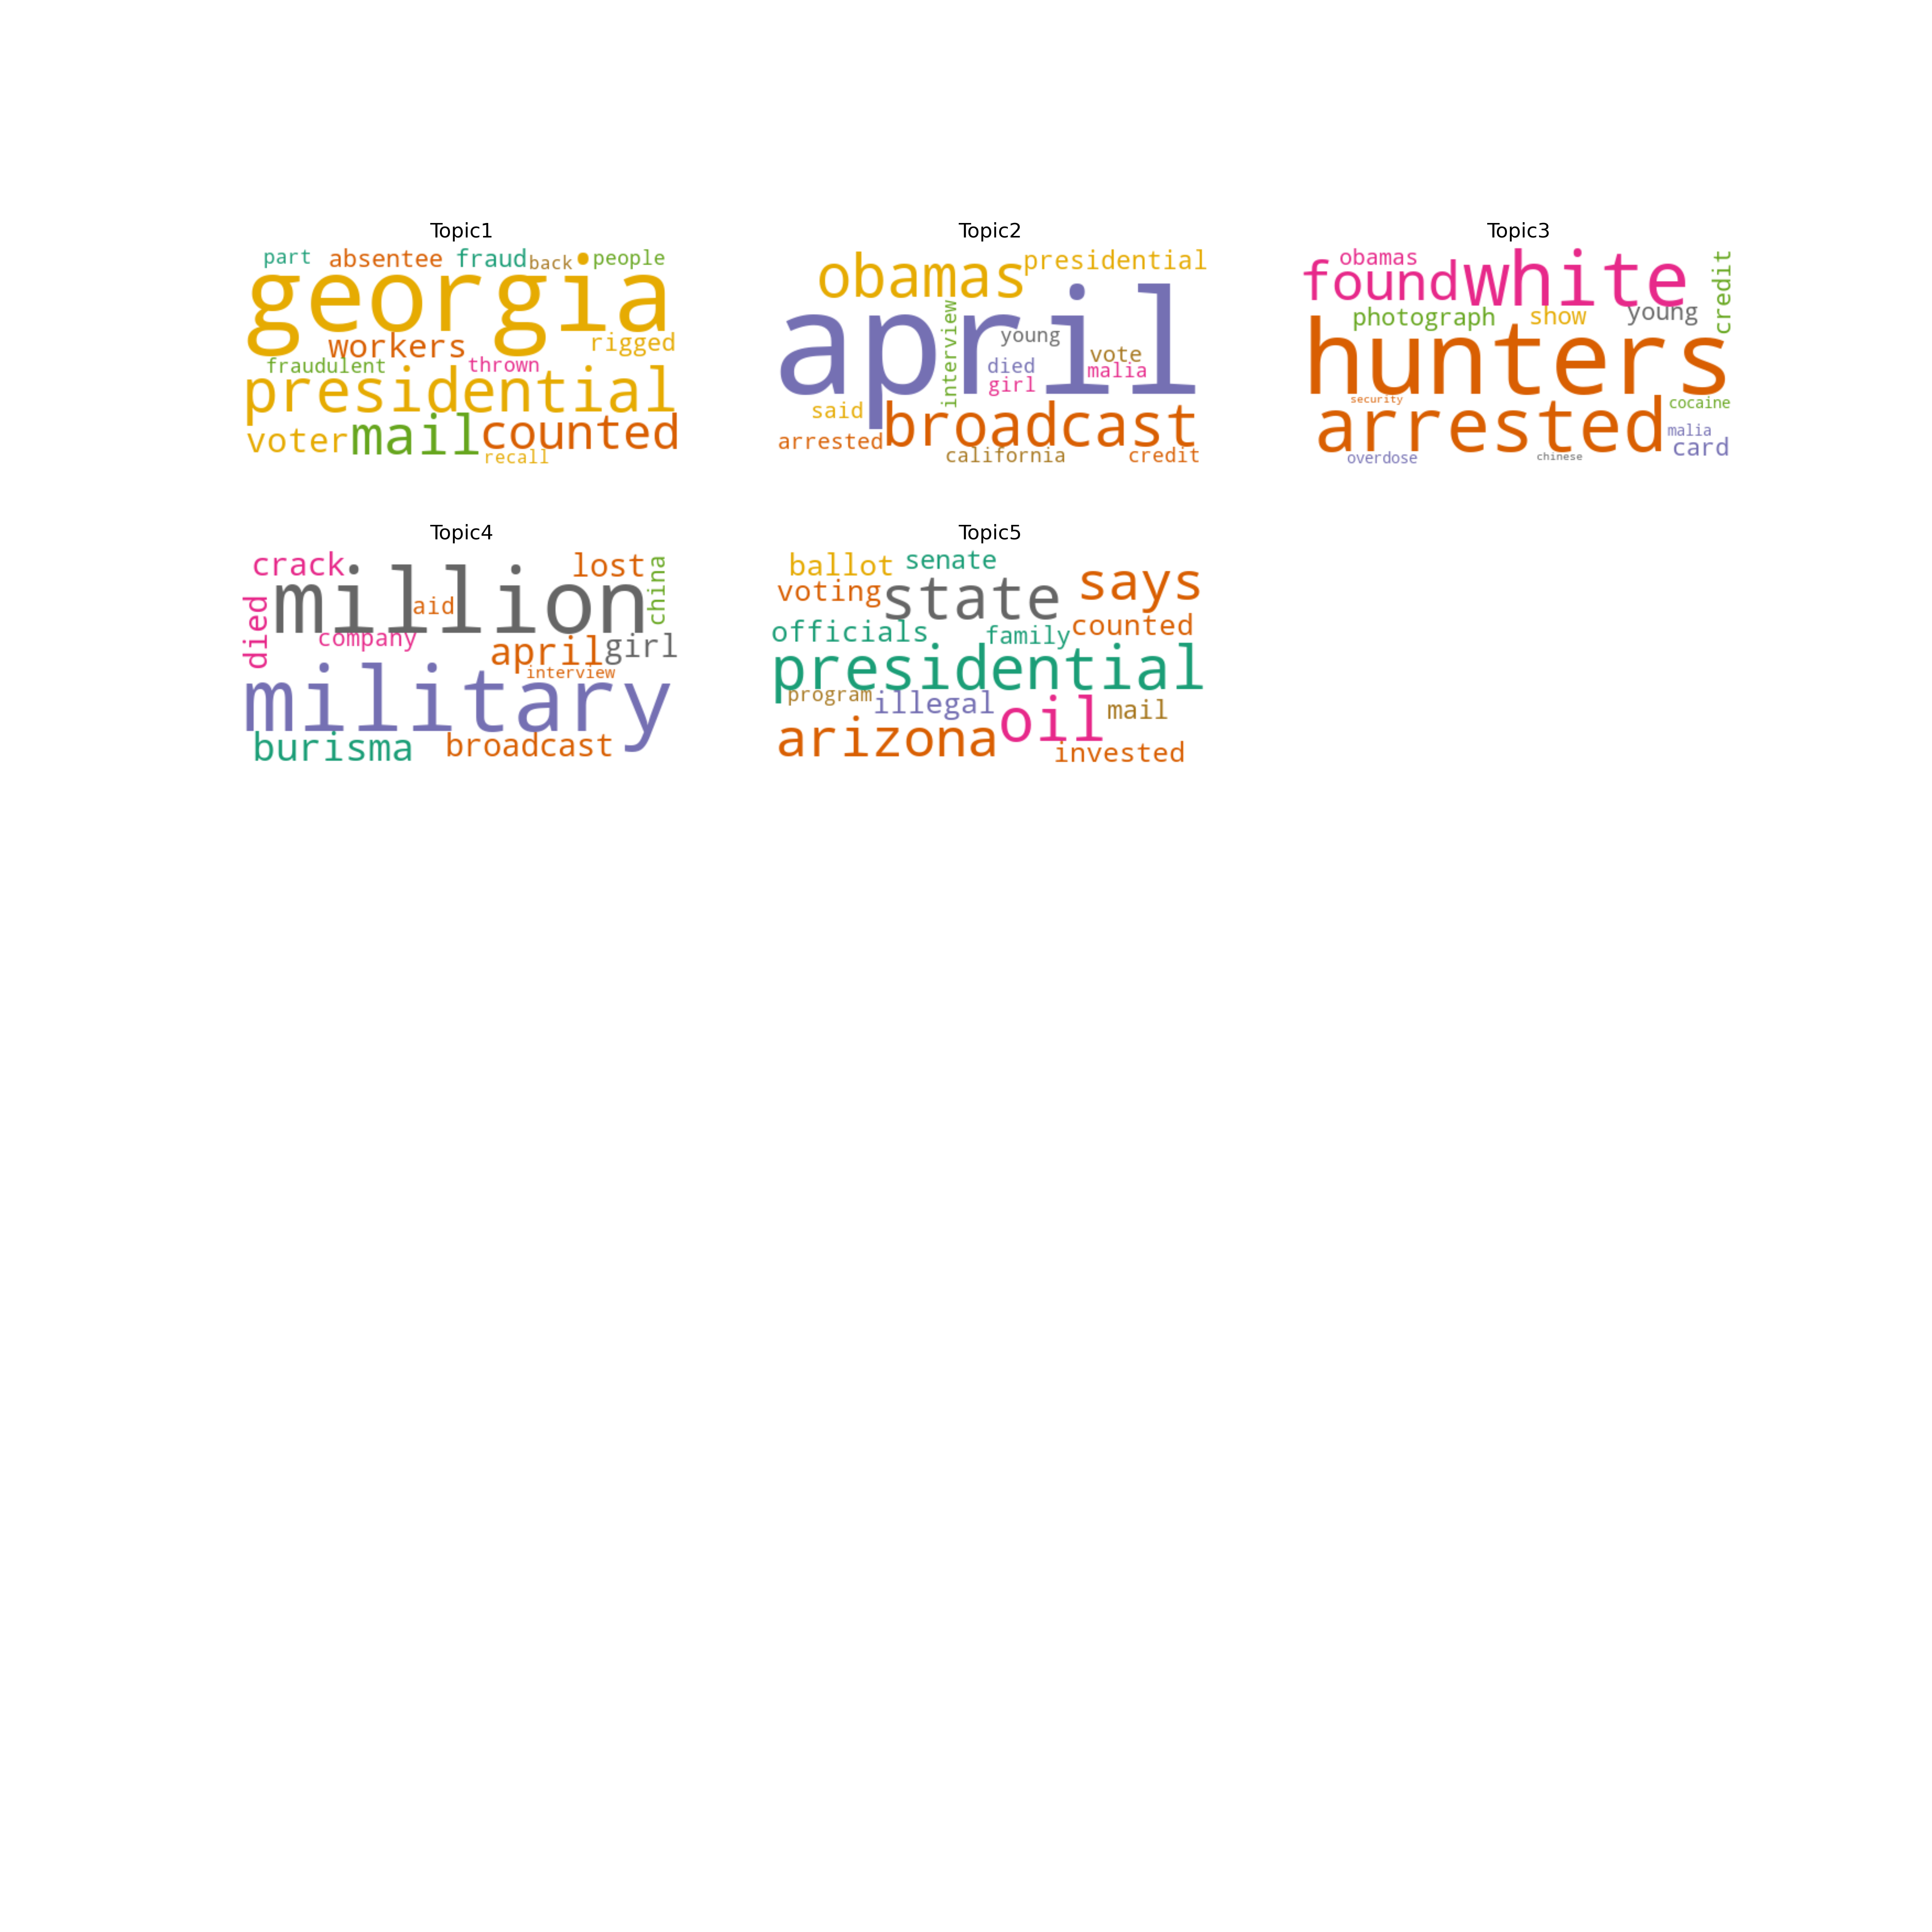 Topic1
part absentee fraud back people
georgia
workers rigged
fraudulent thrown
presidential
voter mail counted
recall
Topic2
obamas presidential
april
interview
young
vote
died malia
girl
said broadcast
arrested
california credit
Topic3
obamas
found white credit
photograph show young
hunters
security cocaine
arrested malia
card
overdose chinese
Topic4
crack lost china
million
aid
died
company april girl
interview
military
burisma broadcast
Topic5
ballot senate says
voting state
officials family counted
presidential
program illegal oil mail
arizona invested